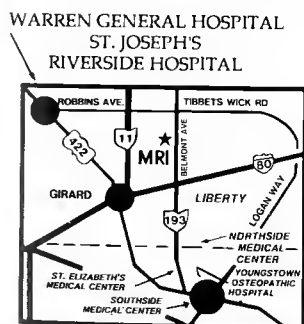 WARREN GENERAL HOSPITAL
ST. JOSEPH'S
RIVERSIDE HOSPITAL
ROBBINS AVE.
TIBBETS WICK RD
422
11
MRI
BELMONT AVE
80
GIRARD
LIBERTY
LOGAN WAY
193
NORTHSIDE
MEDICAL
CENTER
ST. ELIZABETH'S
MEDICAL CENTER
YOUNGSTOWN
OSTEOPATHIC
HOSPITAL
SOUTHSIDE
MEDICAL CENTER